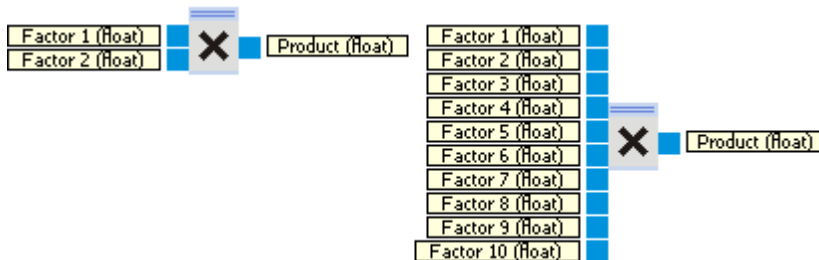 Factor 1 (float)
Factor 2 (float)
Product (float)
Factor 1 (float)
Factor 2 (float)
Factor 3 (float)
Factor 4 (float)
Factor 5 (float)
Factor 6 (float)
Factor 7 (float)
Factor 8 (float)
Factor 9 (float)
Factor 10 (float)
Product (float)